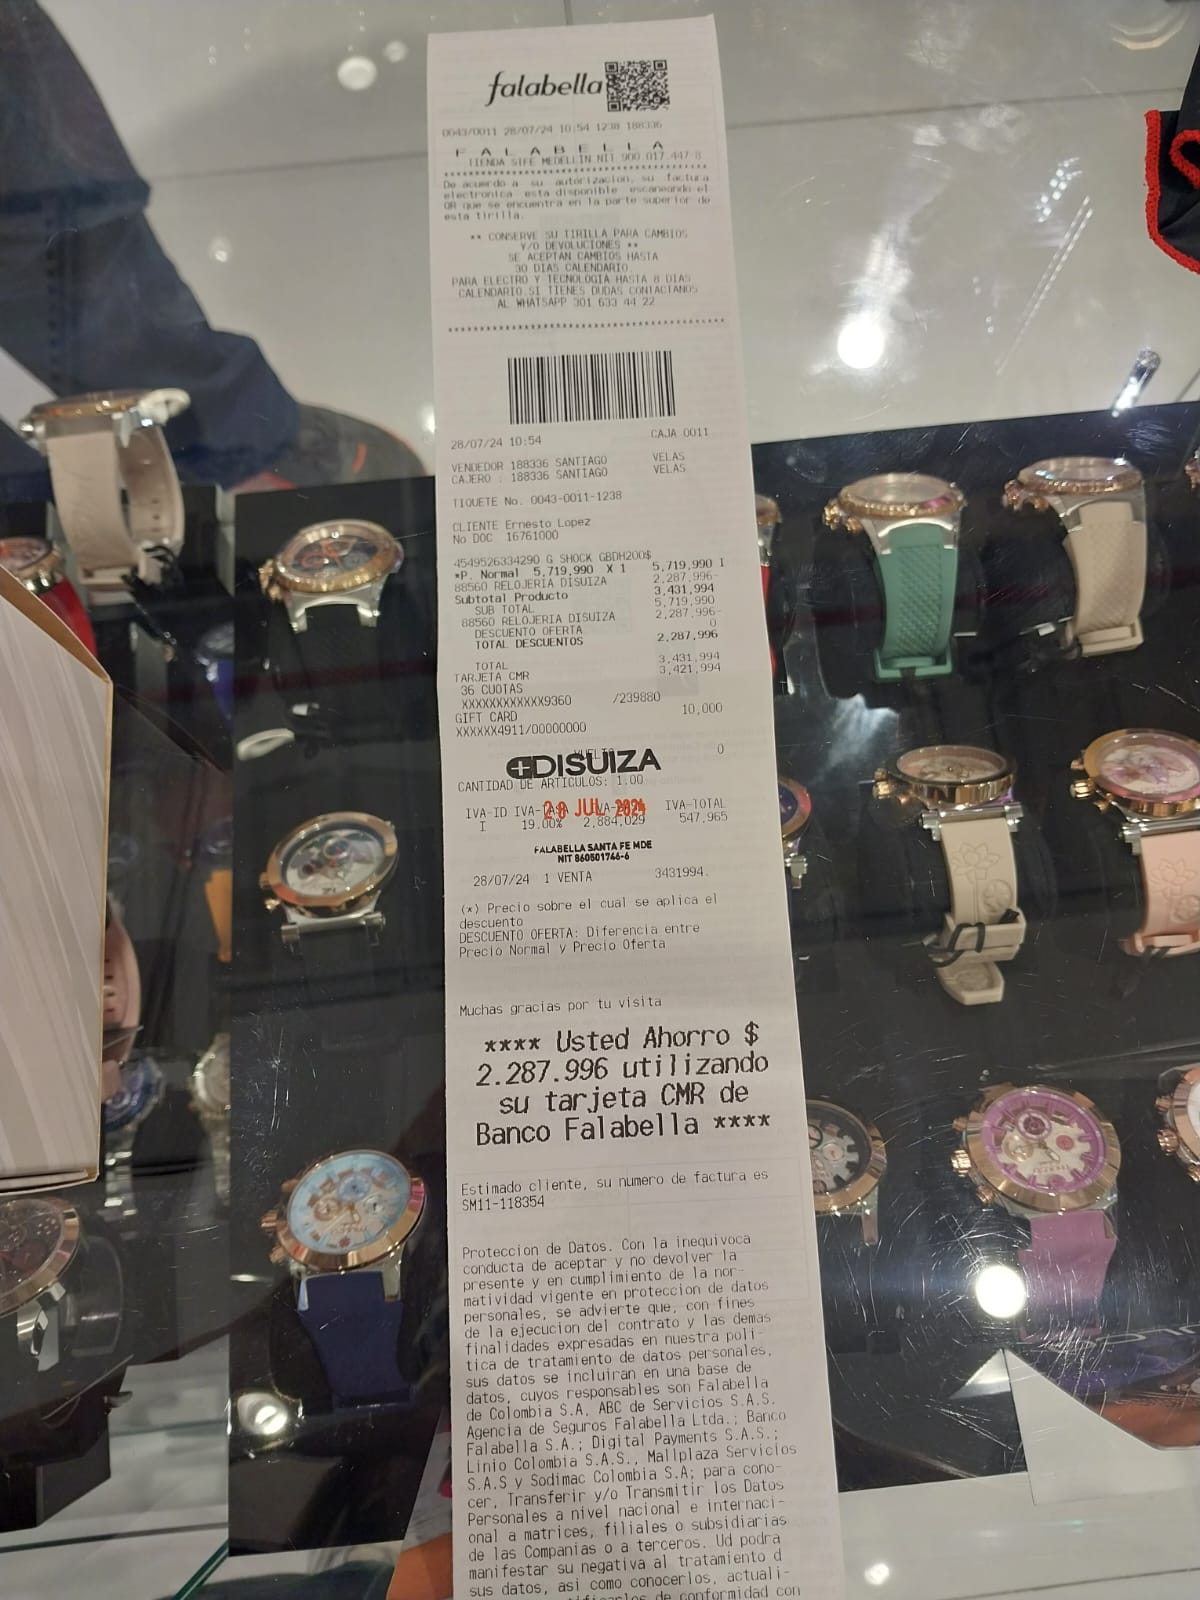 falabella
0043/0011 28/07/24 10:54 1238 188336
F A L A B E L L A
TIENDA STFE MEDELLIN NIT 900.017.447-8
De acuerdo a su autorizacion, su factura
electronica esta disponible escaneando el
QR que se encuentra en la parte superior de
esta tirilla.
** CONSERVE SU TIRILLA PARA CAMBIOS
Y/O DEVOLUCIONES **
SE ACEPTAN CAMBIOS HASTA
30 DIAS CALENDARIO.
PARA ELECTRO Y TECNOLOGIA HASTA 8 DIAS
CALENDARIO.SI TIENES DUDAS CONTACTANOS
AL WHATSAPP 301 633 44 22
28/07/24 10:54 CAJA 0011
VENDEDOR 188336 SANTIAGO VELAS
CAJERO : 188336 SANTIAGO VELAS
TIQUETE No. 0043-0011-1238
CLIENTE Ernesto Lopez
No DOC 16761000
4549526334290 G SHOCK GBDH200$
*P. Normal 5,719,990 X 1 5,719,990 I
88560 RELOJERIA DISUIZA 2,287,996-
Subtotal Producto 3,431,994
SUB TOTAL 5,719,990
88560 RELOJERIA DISUIZA 2,287,996-
DESCUENTO OFERTA 0
TOTAL DESCUENTOS 2,287,996
TOTAL 3,431,994
TARJETA CMR 3,421,994
36 CUOTAS
XXXXXXXXXXXX9360 /239880
GIFT CARD 10,000
XXXXXX4911/00000000
VUELTO 0
DISUIZA
CANTIDAD DE ARTICULOS: 1.00
IVA-ID IVA-TASA IVA-TOTAL
28 JUL 2024
I 19.00% 2,884,029 547,965
FALABELLA SANTA FE MDE
NIT 860501746-6
28/07/24 1 VENTA 3431994.
(*) Precio sobre el cual se aplica el
descuento
DESCUENTO OFERTA: Diferencia entre
Precio Normal y Precio Oferta
Muchas gracias por tu visita
**** Usted Ahorro $
2.287.996 utilizando
su tarjeta CMR de
Banco Falabella ****
Estimado cliente, su numero de factura es
SM11-118354
Proteccion de Datos. Con la inequivoca
conducta de aceptar y no devolver la
presente y en cumplimiento de la nor-
matividad vigente en proteccion de datos
personales, se advierte que, con fines
de la ejecucion del contrato y las demas
finalidades expresadas en nuestra poli-
tica de tratamiento de datos personales,
sus datos se incluiran en una base de
datos, cuyos responsables son Falabella
de Colombia S.A. ABC de Servicios S.A.S.
Agencia de Seguros Falabella Ltda.; Banco
Falabella S.A.; Digital Payments S.A.S.;
Linio Colombia S.A.S., Mallplaza Servicios
S.A.S y Sodimac Colombia S.A; para cono-
cer, Transferir y/o Transmitir los Datos
Personales a nivel nacional e internaci-
onal a matrices, filiales o subsidiarias
de las Companias o a terceros. Ud podra
manifestar su negativa al tratamiento d
sus datos, asi como conocerlos, actuali-
de conformidad con